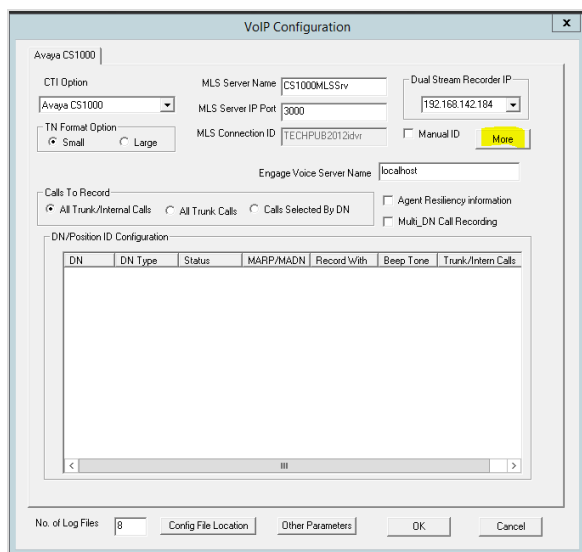 VoIP Configuration
x
Avaya CS1000
CTI Option
Avaya CS1000
MLS Server Name CS1000MLSSrv
MLS Server IP Port 3000
MLS Connection ID TECHPUB2012idvr
Dual Stream Recorder IP
192.168.142.184
TN Format Option
Small Large
Manual ID
More
Engage Voice Server Name localhost
Calls To Record
All Trunk/Internal Calls All Trunk Calls Calls Selected By DN
Agent Resiliency information
Multi_DN Call Recording
DN/Position ID Configuration
DN DN Type Status MARP/MADN Record With Beep Tone Trunk/Intern Calls
No. of Log Files 8 Config File Location Other Parameters OK Cancel